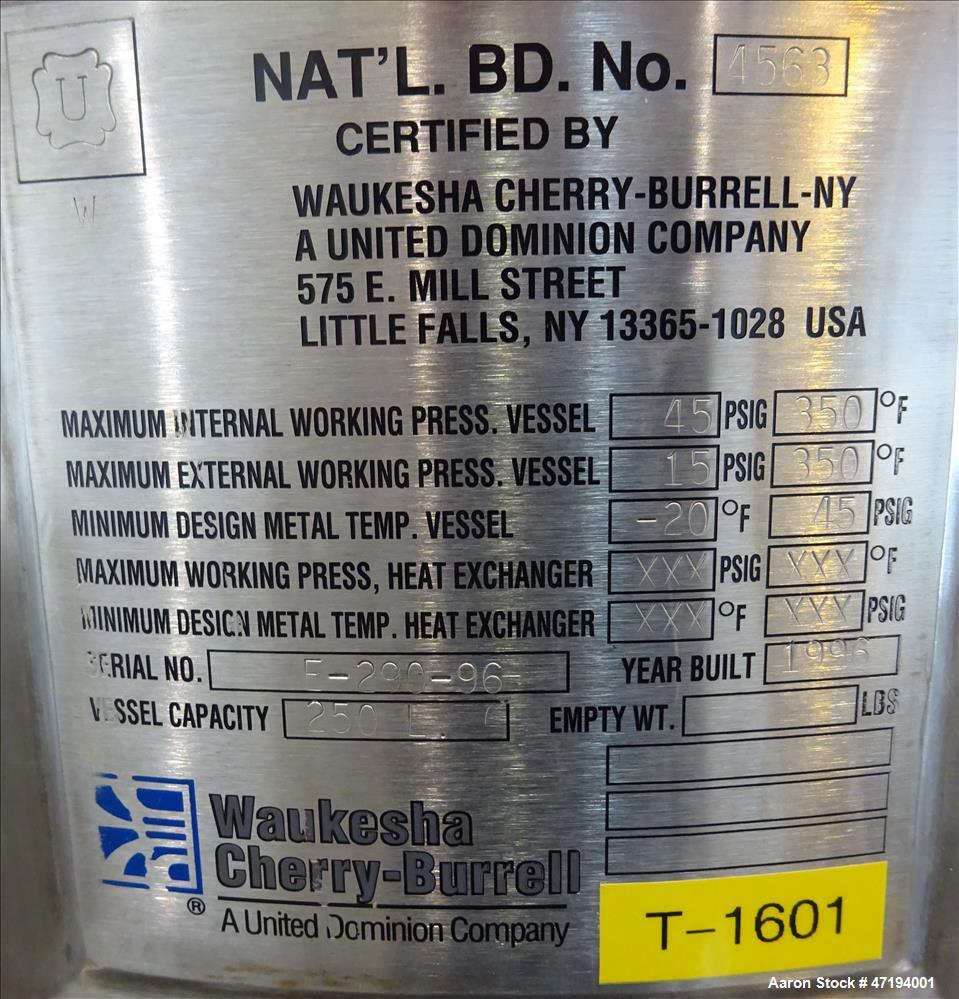 U
W
NAT'L. BD. No. 4563
CERTIFIED BY
WAUKESHA CHERRY-BURRELL-NY
A UNITED DOMINION COMPANY
575 E. MILL STREET
LITTLE FALLS, NY 13365-1028 USA
MAXIMUM INTERNAL WORKING PRESS. VESSEL 45 PSIG 350 °F
MAXIMUM EXTERNAL WORKING PRESS. VESSEL 15 PSIG 350 °F
MINIMUM DESIGN METAL TEMP. VESSEL -20 °F 45 PSIG
MAXIMUM WORKING PRESS, HEAT EXCHANGER XXX PSIG XXX °F
MINIMUM DESIGN METAL TEMP. HEAT EXCHANGER XXX °F XXX PSIG
SERIAL NO. E-290-96 YEAR BUILT 1996
VESSEL CAPACITY 250 L. EMPTY WT. LBS
Waukesha
Cherry-Burrell
®
A United Dominion Company
T-1601
Aaron Stock # 47194001